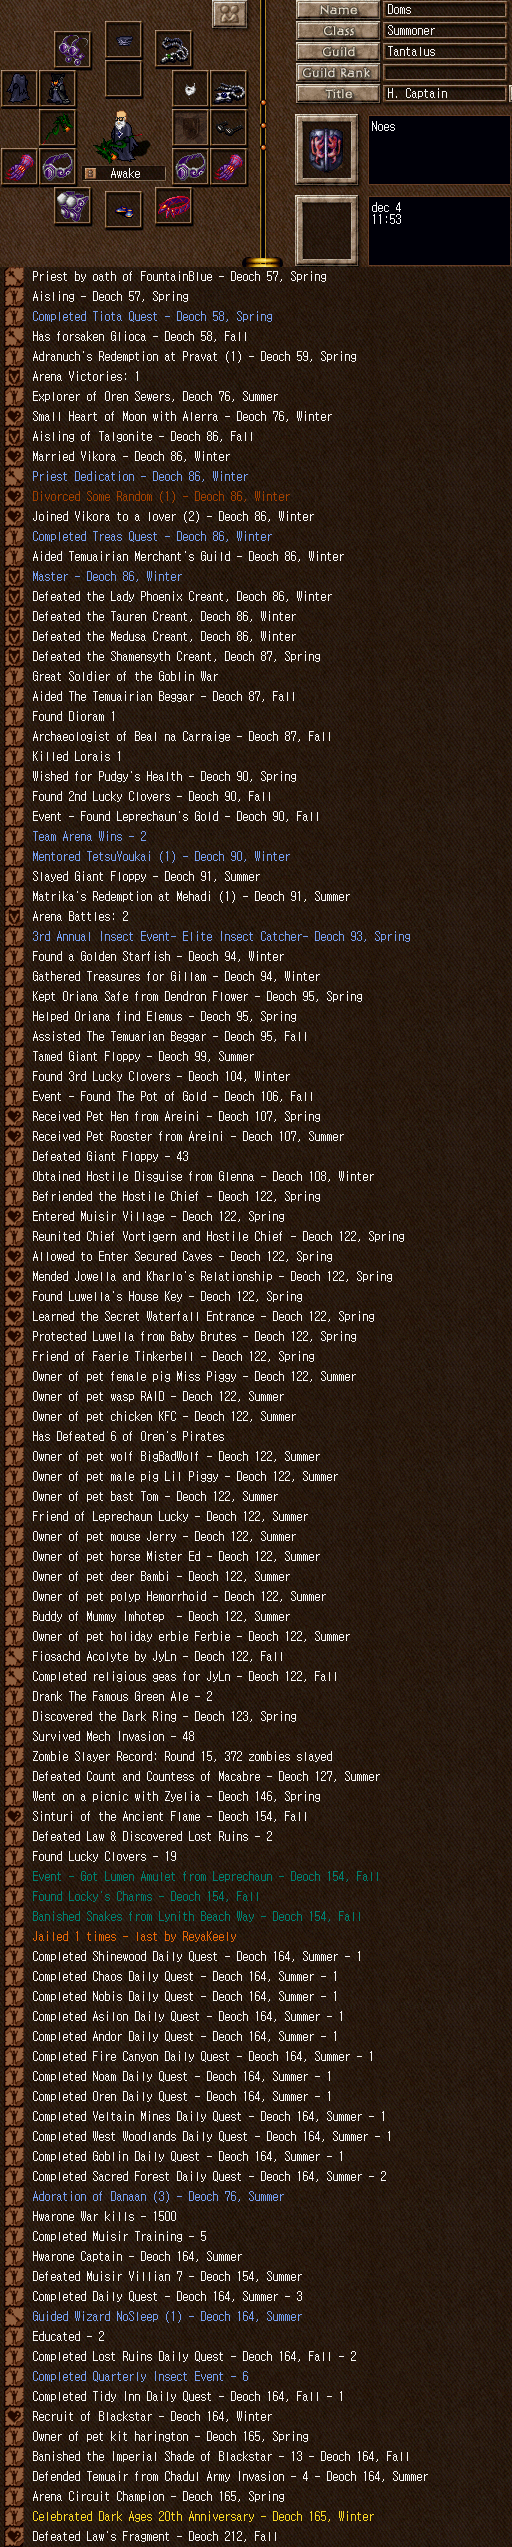 Name Doms
Class Summoner
Guild Tantalus
Guild Rank
Title H. Captain
Noes
Awake
dec 4
11:53
Priest by oath of FountainBlue - Deoch 57, Spring
Aisling - Deoch 57, Spring
Completed Tiota Quest - Deoch 58, Spring
Has forsaken Glioca - Deoch 58, Fall
Adranuch's Redemption at Pravat (1) - Deoch 59, Spring
Arena Victories: 1
Explorer of Oren Sewers, Deoch 76, Summer
Small Heart of Moon with Alerra - Deoch 76, Winter
Aisling of Talgonite - Deoch 86, Fall
Married Vikora - Deoch 86, Winter
Priest Dedication - Deoch 86, Winter
Divorced Some Random (1) - Deoch 86, Winter
Joined Vikora to a lover (2) - Deoch 86, Winter
Completed Treas Quest - Deoch 86, Winter
Aided Temuairian Merchant's Guild - Deoch 86, Winter
Master - Deoch 86, Winter
Defeated the Lady Phoenix Creant, Deoch 86, Winter
Defeated the Tauren Creant, Deoch 86, Winter
Defeated the Medusa Creant, Deoch 86, Winter
Defeated the Shamensyth Creant, Deoch 87, Spring
Great Soldier of the Goblin War
Aided The Temuairian Beggar - Deoch 87, Fall
Found Dioram 1
Archaeologist of Beal na Carraige - Deoch 87, Fall
Killed Lorais 1
Wished for Pudgy's Health - Deoch 90, Spring
Found 2nd Lucky Clovers - Deoch 90, Fall
Event - Found Leprechaun's Gold - Deoch 90, Fall
Team Arena Wins - 2
Mentored TetsuVoukai (1) - Deoch 90, Winter
Slayed Giant Floppy - Deoch 91, Summer
Matrika's Redemption at Mehadi (1) - Deoch 91, Summer
Arena Battles: 2
3rd Annual Insect Event- Elite Insect Catcher- Deoch 93, Spring
Found a Golden Starfish - Deoch 94, Winter
Gathered Treasures for Gillam - Deoch 94, Winter
Kept Oriana Safe from Dendron Flower - Deoch 95, Spring
Helped Oriana find Elemus - Deoch 95, Spring
Assisted The Temuarian Beggar - Deoch 95, Fall
Tamed Giant Floppy - Deoch 99, Summer
Found 3rd Lucky Clovers - Deoch 104, Winter
Event - Found The Pot of Gold - Deoch 106, Fall
Received Pet Hen from Areini - Deoch 107, Spring
Received Pet Rooster from Areini - Deoch 107, Summer
Defeated Giant Floppy - 43
Obtained Hostile Disguise from Glenna - Deoch 108, Winter
Befriended the Hostile Chief - Deoch 122, Spring
Entered Muisir Village - Deoch 122, Spring
Reunited Chief Vortigern and Hostile Chief - Deoch 122, Spring
Allowed to Enter Secured Caves - Deoch 122, Spring
Mended Jowella and Kharlo's Relationship - Deoch 122, Spring
Found Luwella's House Key - Deoch 122, Spring
Learned the Secret Waterfall Entrance - Deoch 122, Spring
Protected Luwella from Baby Brutes - Deoch 122, Spring
Friend of Faerie Tinkerbell - Deoch 122, Spring
Owner of pet female pig Miss Piggy - Deoch 122, Summer
Owner of pet wasp RAID - Deoch 122, Summer
Owner of pet chicken KFC - Deoch 122, Summer
Has Defeated 6 of Oren's Pirates
Owner of pet wolf BigBadWolf - Deoch 122, Summer
Owner of pet male pig Lil Piggy - Deoch 122, Summer
Owner of pet bast Tom - Deoch 122, Summer
Friend of Leprechaun Lucky - Deoch 122, Summer
Owner of pet mouse Jerry - Deoch 122, Summer
Owner of pet horse Mister Ed - Deoch 122, Summer
Owner of pet deer Bambi - Deoch 122, Summer
Owner of pet polyp Hemorrhoid - Deoch 122, Summer
Buddy of Mummy Imhotep - Deoch 122, Summer
Owner of pet holiday erbie Ferbie - Deoch 122, Summer
Fiosachd Acolyte by JyLn - Deoch 122, Fall
Completed religious geas for JyLn - Deoch 122, Fall
Drank The Famous Green Ale - 2
Discovered the Dark Ring - Deoch 123, Spring
Survived Mech Invasion - 48
Zombie Slayer Record: Round 15, 372 zombies slayed
Defeated Count and Countess of Macabre - Deoch 127, Summer
Went on a picnic with Zyelia - Deoch 146, Spring
Sinturi of the Ancient Flame - Deoch 154, Fall
Defeated Law & Discovered Lost Ruins - 2
Found Lucky Clovers - 19
Event - Got Lumen Amulet from Leprechaun - Deoch 154, Fall
Found Locky's Charms - Deoch 154, Fall
Banished Snakes from Lynith Beach Way - Deoch 154, Fall
Jailed 1 times - last by ReyaKeely
Completed Shinewood Daily Quest - Deoch 164, Summer - 1
Completed Chaos Daily Quest - Deoch 164, Summer - 1
Completed Nobis Daily Quest - Deoch 164, Summer - 1
Completed Asilon Daily Quest - Deoch 164, Summer - 1
Completed Andor Daily Quest - Deoch 164, Summer - 1
Completed Fire Canyon Daily Quest - Deoch 164, Summer - 1
Completed Noam Daily Quest - Deoch 164, Summer - 1
Completed Oren Daily Quest - Deoch 164, Summer - 1
Completed Veltain Mines Daily Quest - Deoch 164, Summer - 1
Completed West Woodlands Daily Quest - Deoch 164, Summer - 1
Completed Goblin Daily Quest - Deoch 164, Summer - 1
Completed Sacred Forest Daily Quest - Deoch 164, Summer - 2
Adoration of Danaan (3) - Deoch 76, Summer
Hwarone War kills - 1500
Completed Muisir Training - 5
Hwarone Captain - Deoch 164, Summer
Defeated Muisir Villian 7 - Deoch 154, Summer
Completed Daily Quest - Deoch 164, Summer - 3
Guided Wizard NoSleep (1) - Deoch 164, Summer
Educated - 2
Completed Lost Ruins Daily Quest - Deoch 164, Fall - 2
Completed Quarterly Insect Event - 6
Completed Tidy Inn Daily Quest - Deoch 164, Fall - 1
Recruit of Blackstar - Deoch 164, Winter
Owner of pet kit harington - Deoch 165, Spring
Banished the Imperial Shade of Blackstar - 13 - Deoch 164, Fall
Defended Temuair from Chadul Army Invasion - 4 - Deoch 164, Summer
Arena Circuit Champion - Deoch 165, Spring
Celebrated Dark Ages 20th Anniversary - Deoch 165, Winter
Defeated Law's Fragment - Deoch 212, Fall